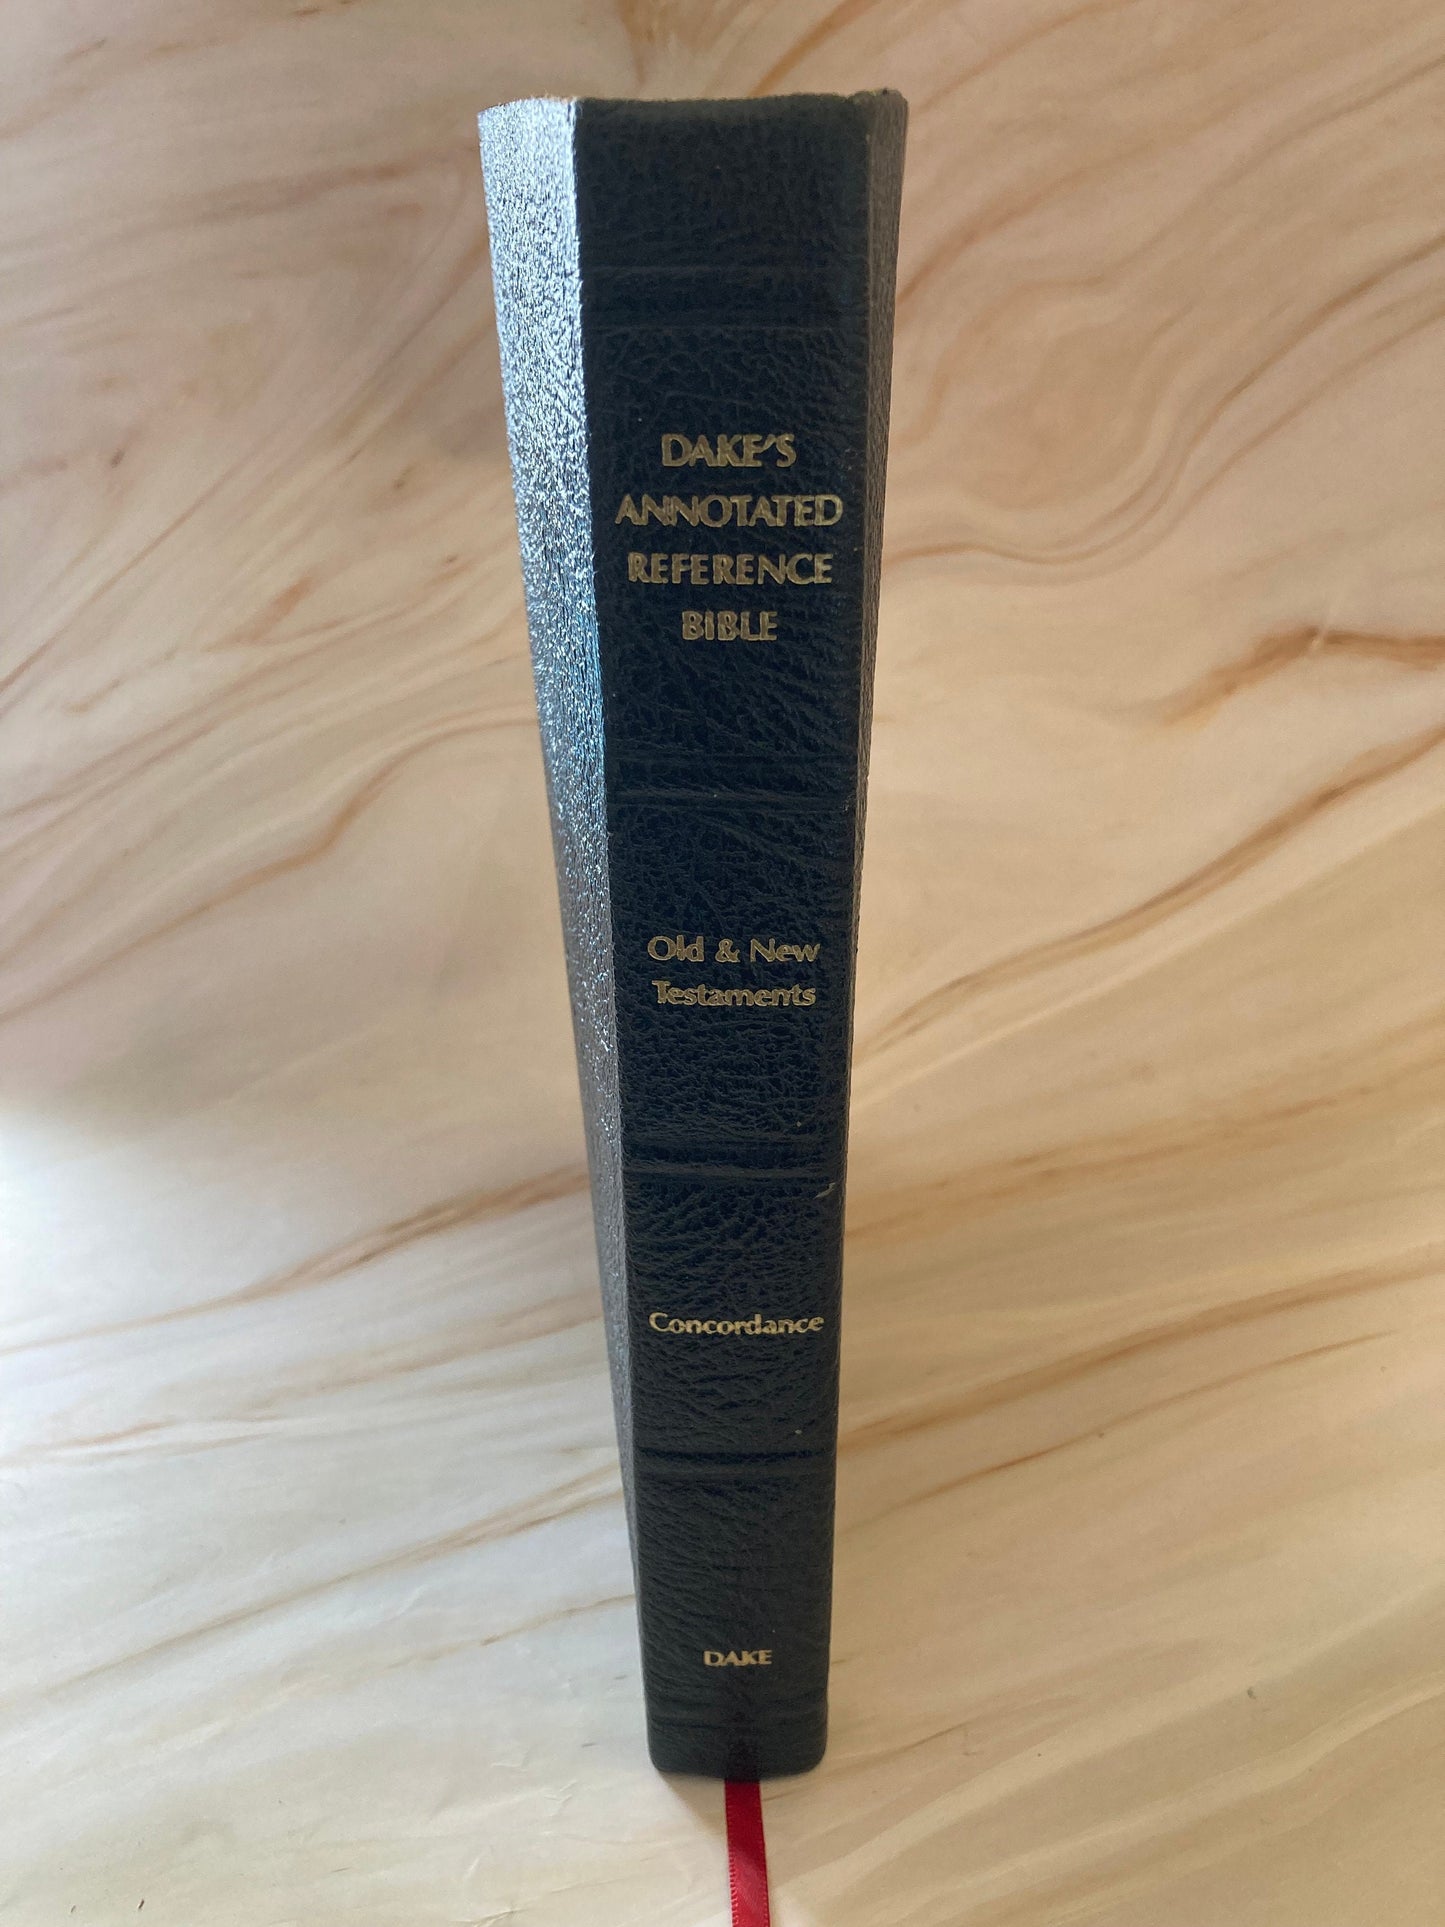 DAKE'S
ANNOTATED
REFERENCE
BIBLE
Old & New
Testaments
Concordance
DAKE